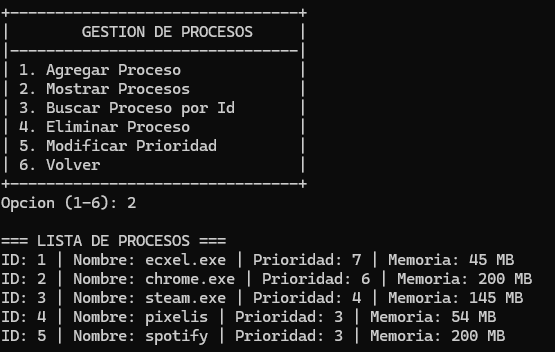 GESTION DE PROCESOS
1. Agregar Proceso
2. Mostrar Procesos
3. Buscar Proceso por Id
4. Eliminar Proceso
5. Modificar Prioridad
6. Volver
Opcion (1-6): 2
=== LISTA DE PROCESOS ===
ID: 1 | Nombre: ecxel.exe | Prioridad: 7 | Memoria: 45 MB
ID: 2 | Nombre: chrome.exe | Prioridad: 6 | Memoria: 200 MB
ID: 3 | Nombre: steam.exe | Prioridad: 4 | Memoria: 145 MB
ID: 4 | Nombre: pixelis | Prioridad: 3 | Memoria: 54 MB
ID: 5 | Nombre: spotify | Prioridad: 3 | Memoria: 200 MB